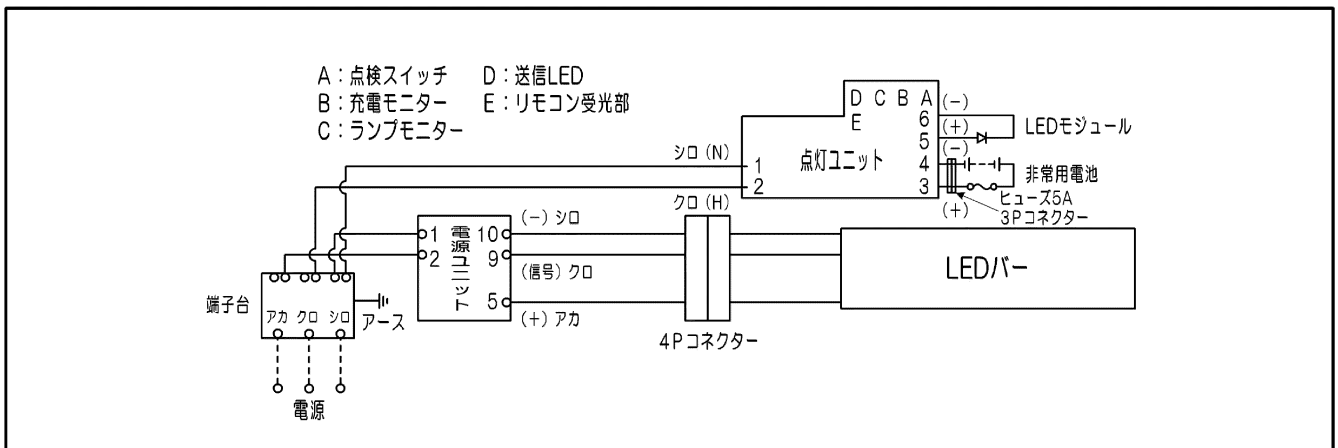 A：点検スイッチ　D：送信LED
B：充電モニター　E：リモコン受光部
C：ランプモニター
D C B A
E
(-)
6
(+)
5
(-)
4
3
(+)
LEDモジュール
非常用電池
ヒューズ5A
3Pコネクター
点灯ユニット
シロ (N)
1
2
クロ (H)
電源ユニット
1
2
10
9
5
(-) シロ
(信号) クロ
(+) アカ
4Pコネクター
LEDバー
端子台
アカ クロ シロ
アース
電源